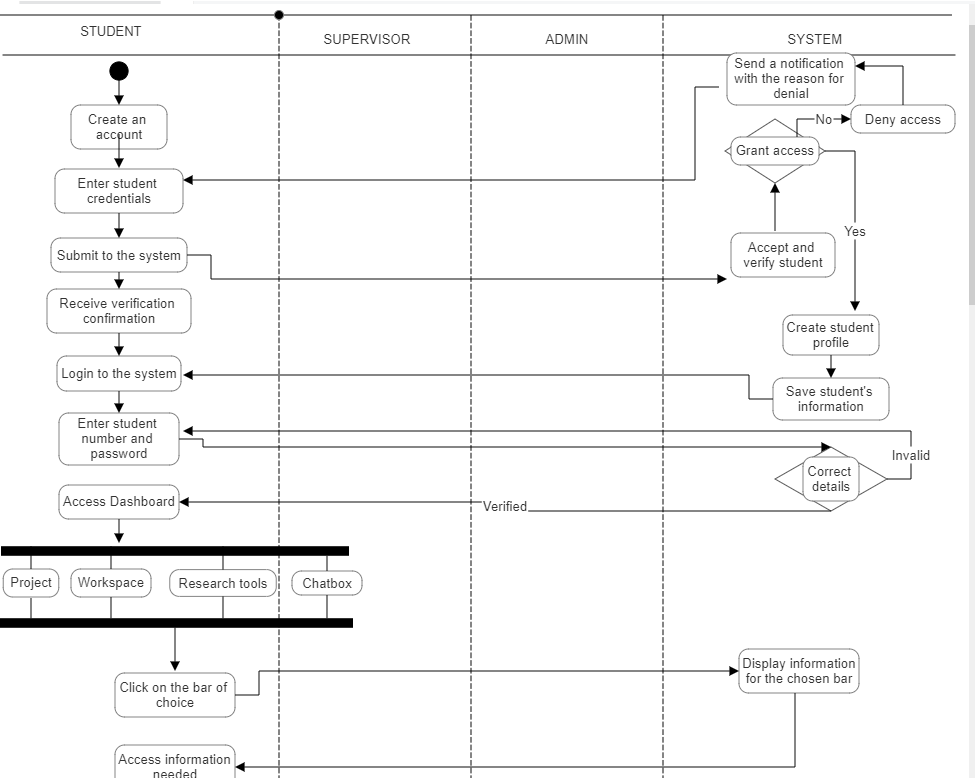 STUDENT
SUPERVISOR
ADMIN
SYSTEM
Send a notification
with the reason for
denial
Create an
account
No
Deny access
Grant access
Enter student
credentials
Yes
Submit to the system
Accept and
verify student
Receive verification
confirmation
Create student
profile
Login to the system
Save student's
information
Enter student
number and
password
Invalid
Correct
details
Access Dashboard
Verified
Project
Workspace
Research tools
Chatbox
Click on the bar of
choice
Display information
for the chosen bar
Access information
needed